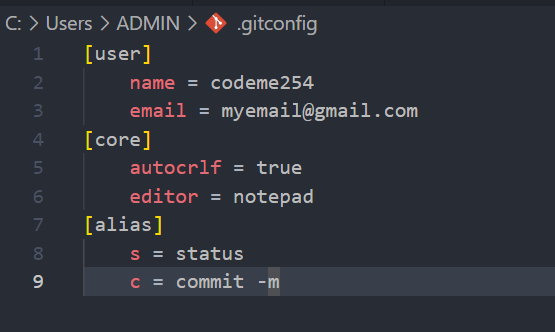 C: > Users > ADMIN > .gitconfig
1 [user]
2 name = codeme254
3 email = myemail@gmail.com
4 [core]
5 autocrlf = true
6 editor = notepad
7 [alias]
8 s = status
9 c = commit -m